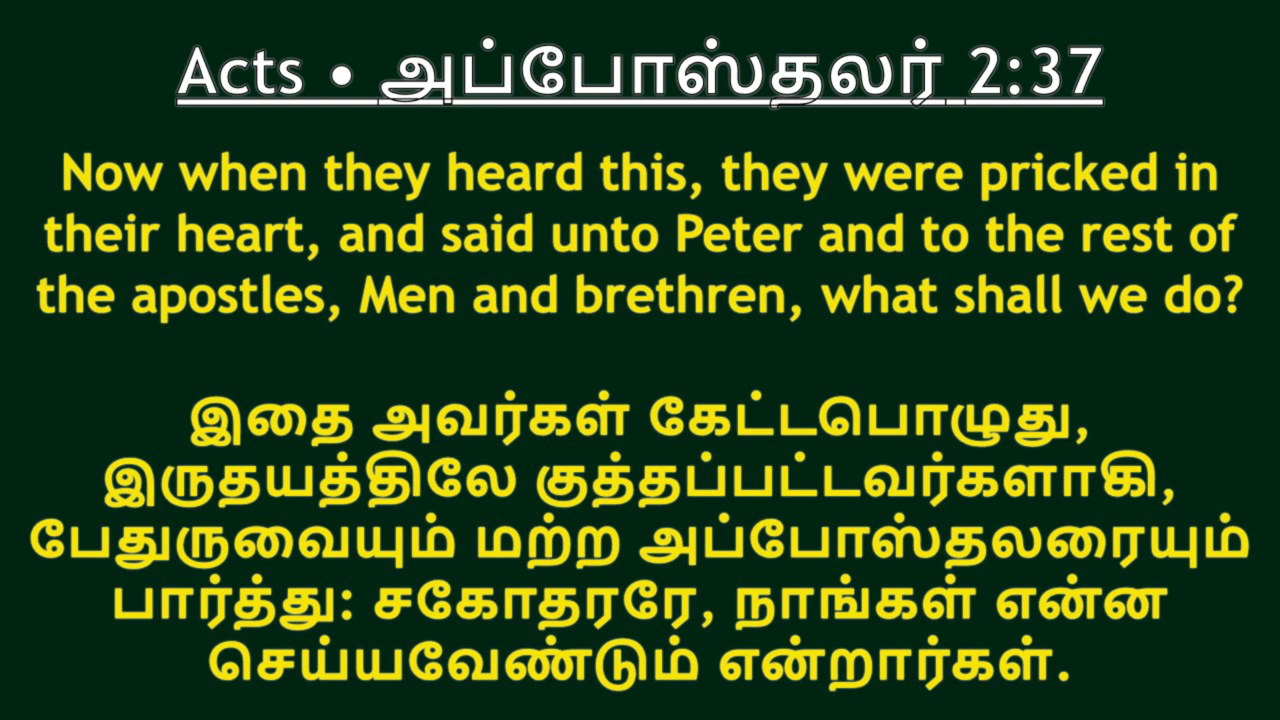 Acts • அப்போஸ்தலர் 2:37
Now when they heard this, they were pricked in
their heart, and said unto Peter and to the rest of
the apostles, Men and brethren, what shall we do?
இதை அவர்கள் கேட்டபொழுது,
இருதயத்திலே குத்தப்பட்டவர்களாகி,
பேதுருவையும் மற்ற அப்போஸ்தலரையும்
பார்த்து: சகோதரரே, நாங்கள் என்ன
செய்யவேண்டும் என்றார்கள்.